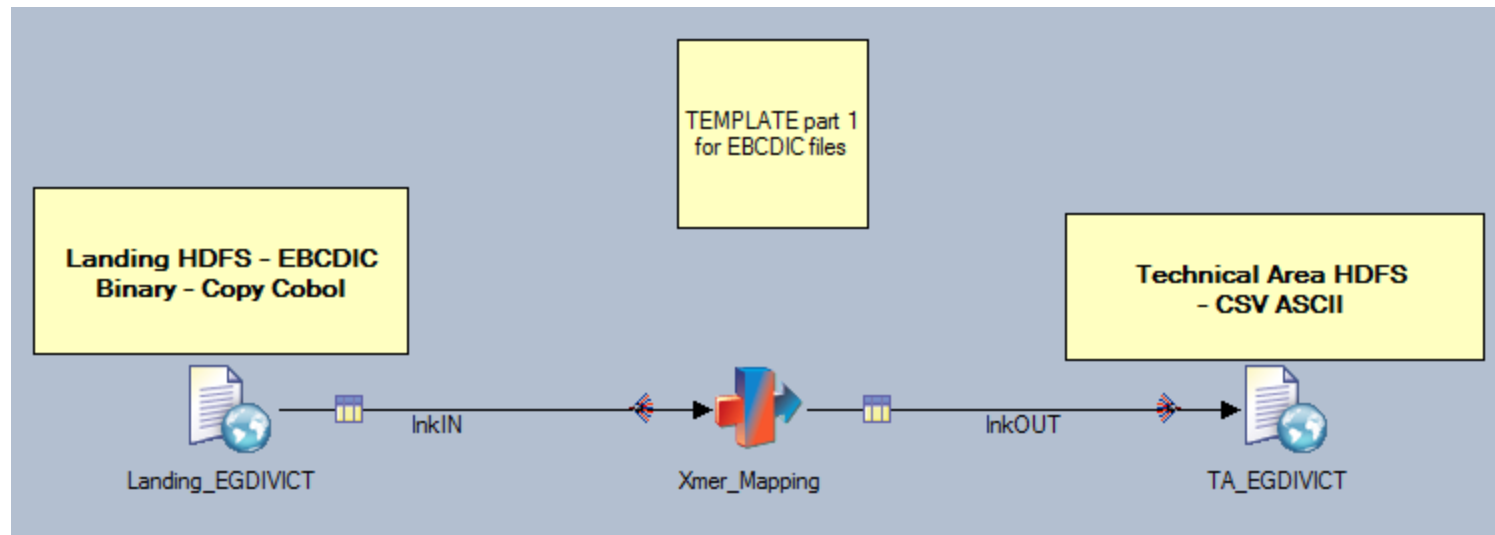 TEMPLATE part 1
for EBCDIC files
Landing HDFS - EBCDIC
Binary - Copy Cobol
Technical Area HDFS
- CSV ASCII
lnkIN
lnkOUT
Landing_EGDIVICT
Xmer_Mapping
TA_EGDIVICT